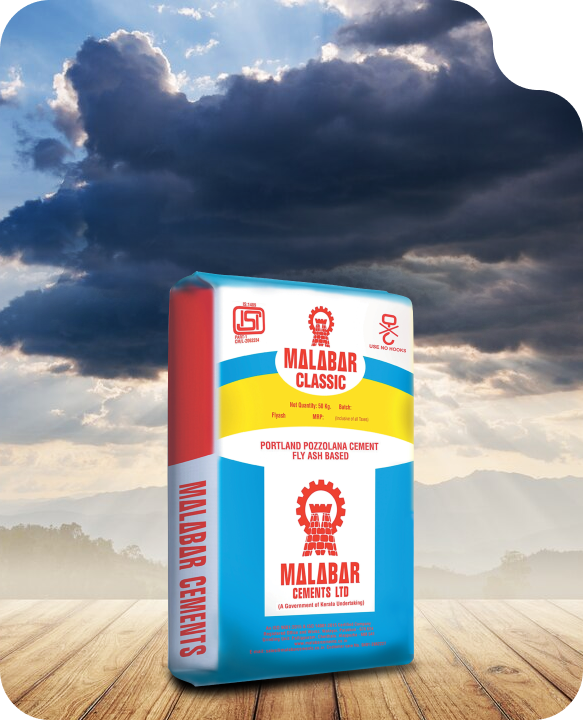 ISI
MALABAR
CLASSIC
USE NO HOOKS
Net Quantity: 50 Kg. Batch:
Flyash MRP: (Inclusive of all Taxes)
PORTLAND POZZOLANA CEMENT
FLY ASH BASED
MALABAR
CEMENTS LTD
(A Government of Kerala Undertaking)
MALABAR CEMENTS